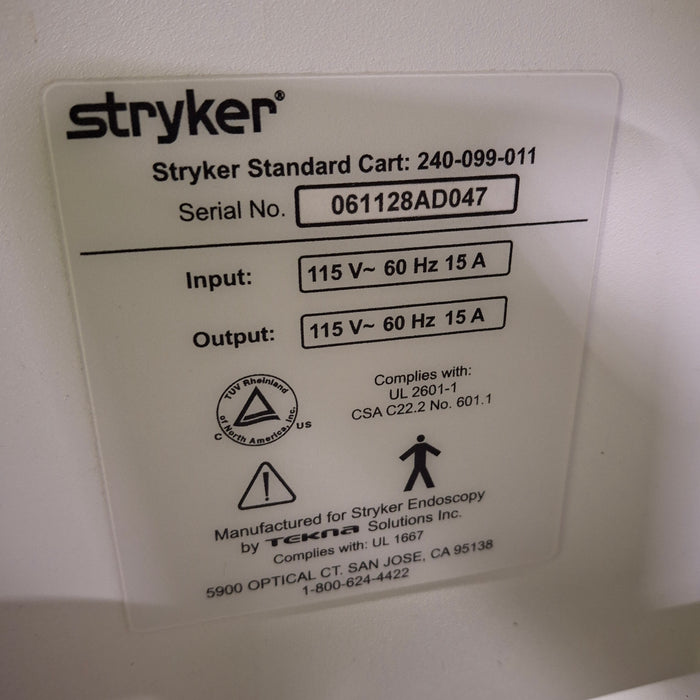 stryker®
Stryker Standard Cart: 240-099-011
Serial No. 061128AD047
Input: 115 V~ 60 Hz 15 A
Output: 115 V~ 60 Hz 15 A
TÜV Rheinland
of North America, Inc.
C US
Complies with:
UL 2601-1
CSA C22.2 No. 601.1
Manufactured for Stryker Endoscopy
by TEKNA Solutions Inc.
Complies with: UL 1667
5900 OPTICAL CT. SAN JOSE, CA 95138
1-800-624-4422